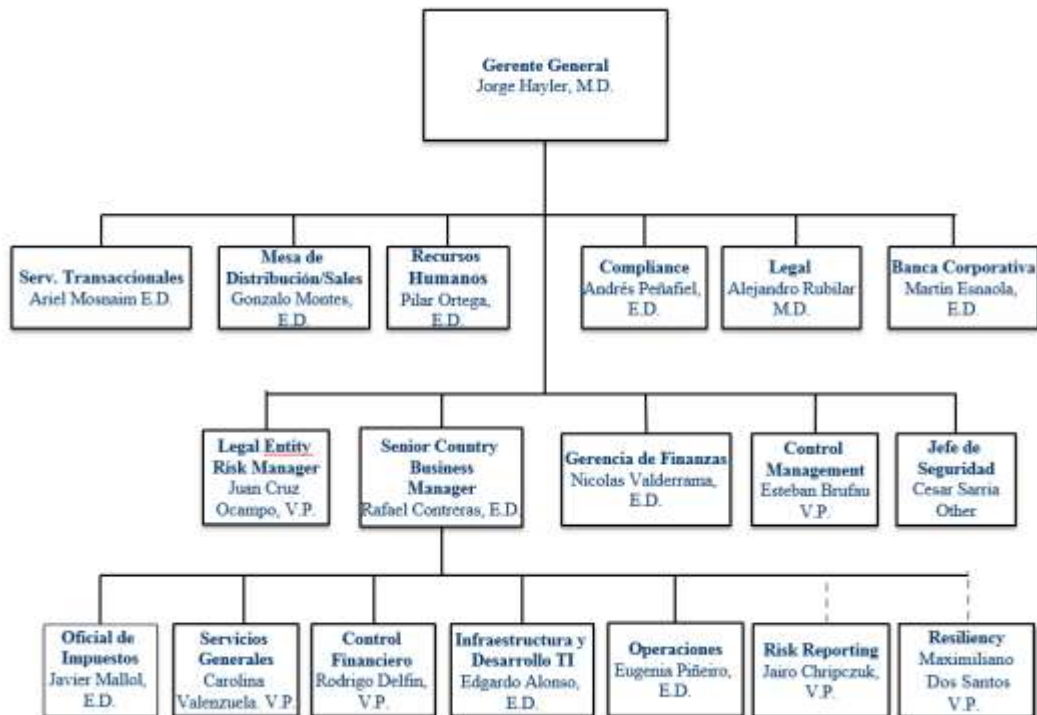 Gerente General
Jorge Hayler, M.D.
Serv. Transaccionales
Ariel Mosnaim E.D.
Mesa de
Distribución/Sales
Gonzalo Montes,
E.D.
Recursos
Humanos
Pilar Ortega,
E.D.
Compliance
Andrés Peñafiel,
E.D.
Legal
Alejandro Rubilar
M.D.
Banca Corporativa
Martin Esnaola,
E.D.
Legal Entity
Risk Manager
Juan Cruz
Ocampo, V.P.
Senior Country
Business
Manager
Rafael Contreras, E.D.
Gerencia de Finanzas
Nicolas Valderrama,
E.D.
Control
Management
Esteban Brufau
V.P.
Jefe de
Seguridad
Cesar Sarria
Other
Oficial de
Impuestos
Javier Mallol,
E.D.
Servicios
Generales
Carolina
Valenzuela. V.P.
Control
Financiero
Rodrigo Delfin,
V.P.
Infraestructura y
Desarrollo TI
Edgardo Alonso,
E.D.
Operaciones
Eugenia Piñeiro,
E.D.
Risk Reporting
Jairo Chripczuk,
V.P.
Resiliency
Maximiliano
Dos Santos
V.P.